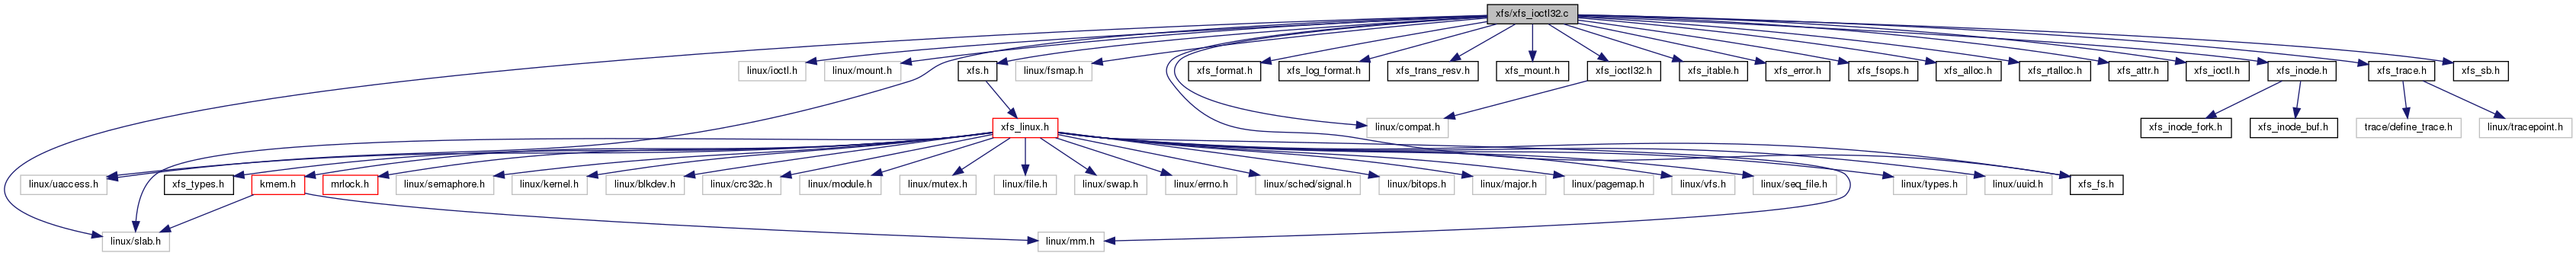 xfs/xfs_ioctl32.c
linux/ioctl.h
linux/mount.h
xfs.h
linux/fsmap.h
xfs_format.h
xfs_log_format.h
xfs_trans_resv.h
xfs_mount.h
xfs_ioctl32.h
xfs_itable.h
xfs_error.h
xfs_fsops.h
xfs_alloc.h
xfs_rtalloc.h
xfs_attr.h
xfs_ioctl.h
xfs_inode.h
xfs_trace.h
xfs_sb.h
xfs_linux.h
linux/compat.h
xfs_inode_fork.h
xfs_inode_buf.h
trace/define_trace.h
linux/tracepoint.h
linux/uaccess.h
xfs_types.h
kmem.h
mrlock.h
linux/semaphore.h
linux/kernel.h
linux/blkdev.h
linux/crc32c.h
linux/module.h
linux/mutex.h
linux/file.h
linux/swap.h
linux/errno.h
linux/sched/signal.h
linux/bitops.h
linux/major.h
linux/pagemap.h
linux/vfs.h
linux/seq_file.h
linux/types.h
linux/uuid.h
xfs_fs.h
linux/slab.h
linux/mm.h